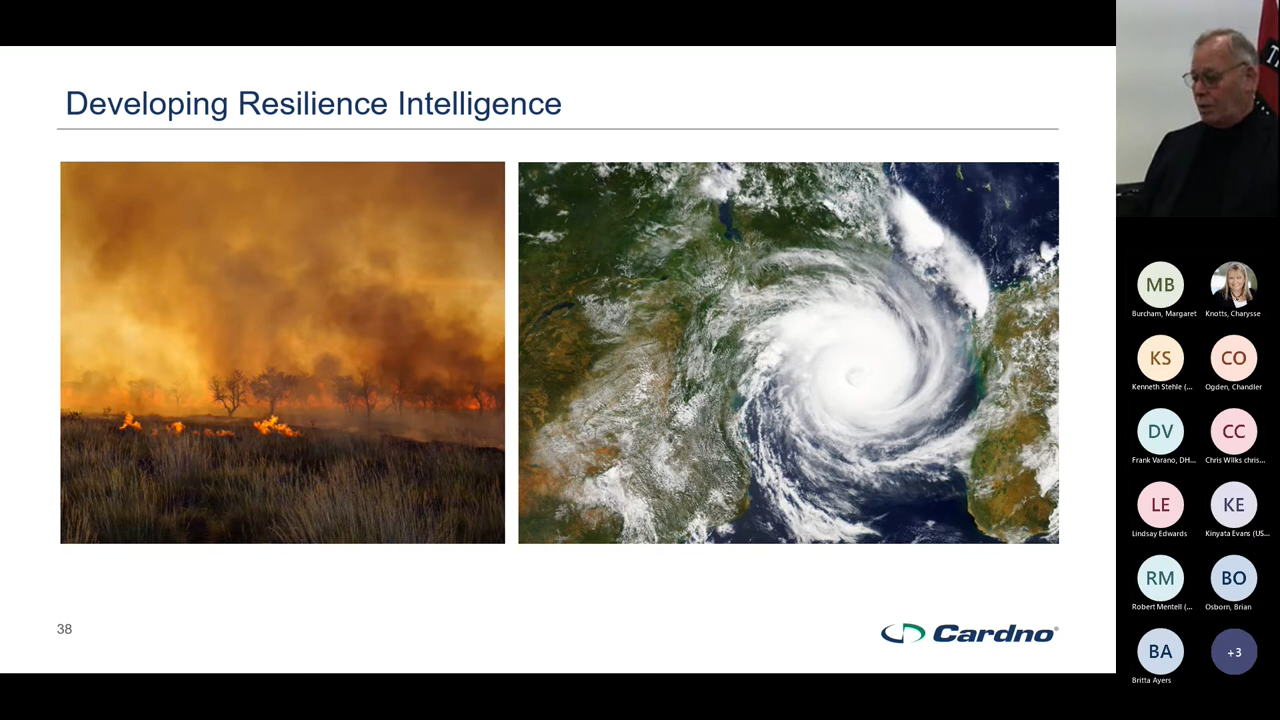 Developing Resilience Intelligence
38
Cardno
MB
Burcham, Margaret
Knotts, Charysse
KS
CO
Kenneth Stehle (...
Ogden, Chandler
DV
CC
Frank Varano, DH...
Chris Wilks chris...
LE
KE
Lindsay Edwards
Kinyata Evans (US...
RM
BO
Robert Mentell (...
Osborn, Brian
BA
+3
Britta Ayers